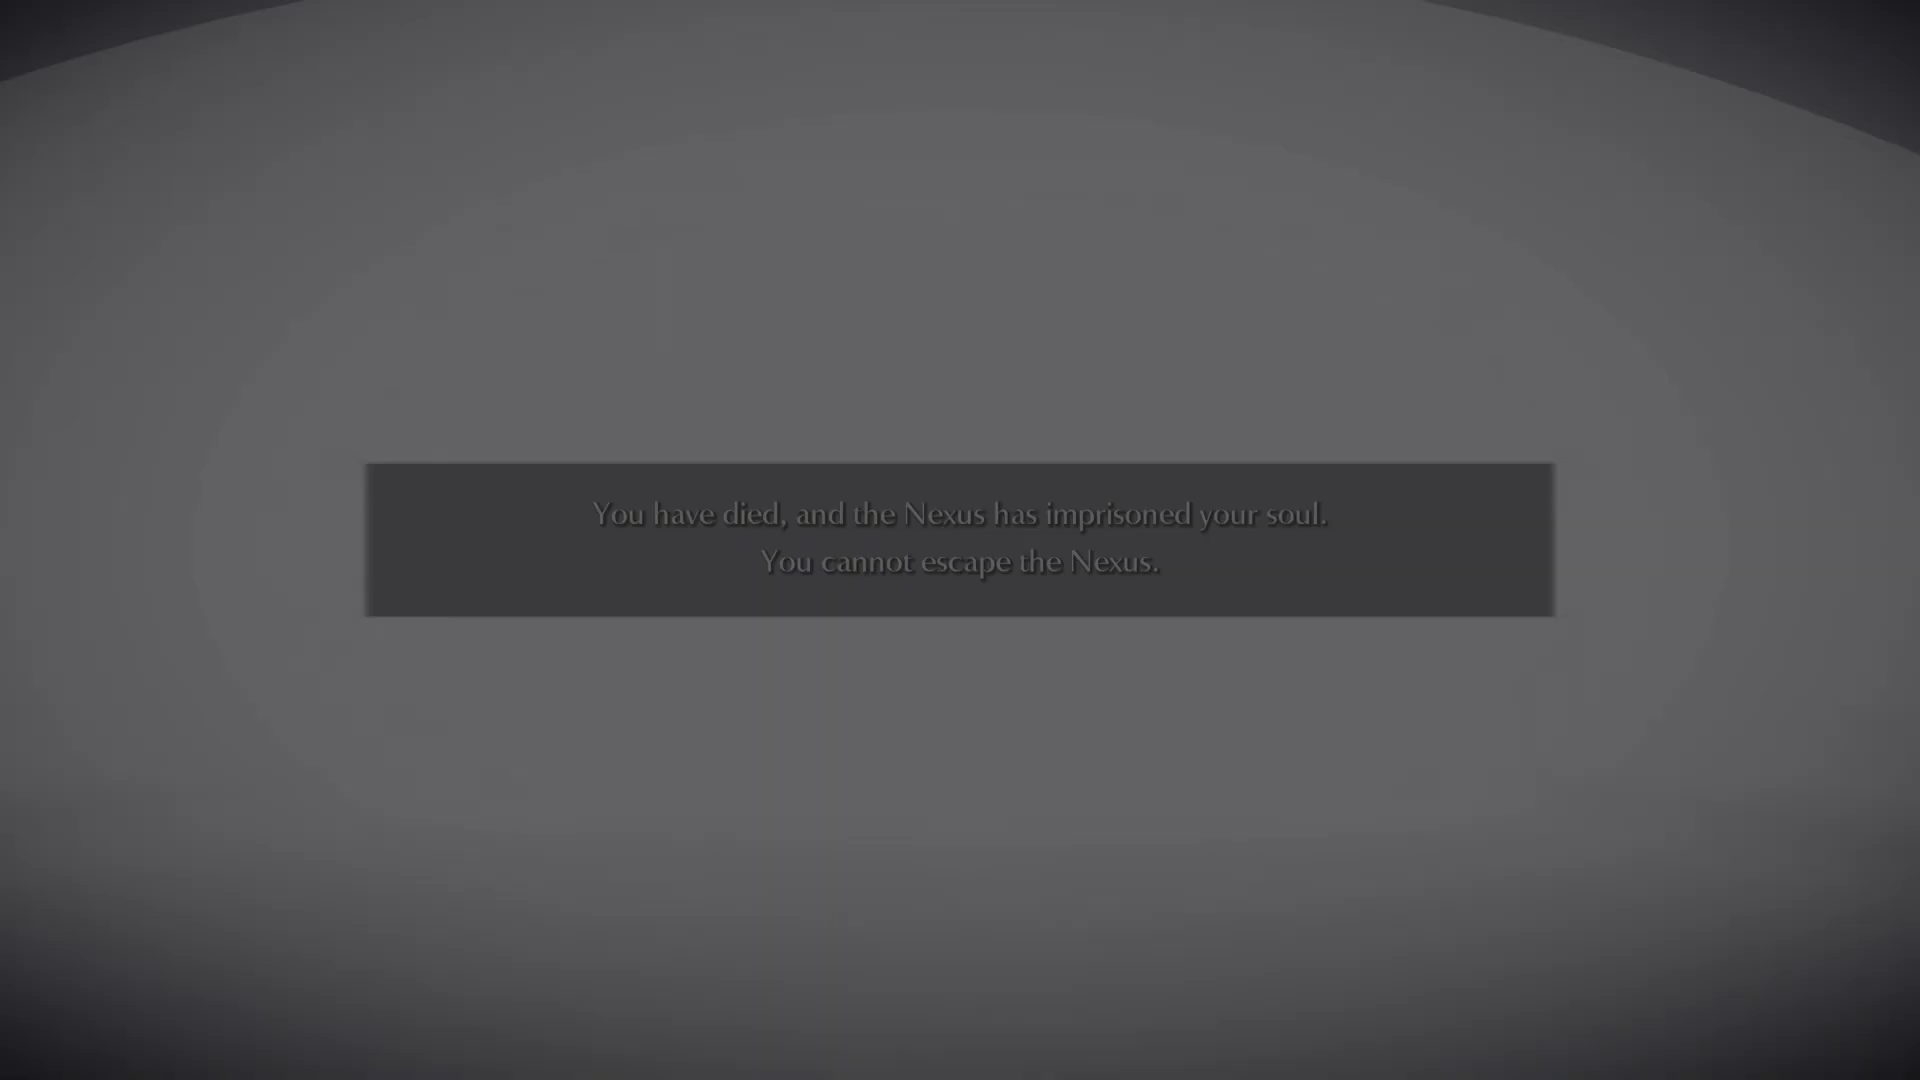 You have died, and the Nexus has imprisoned your soul.
You cannot escape the Nexus.